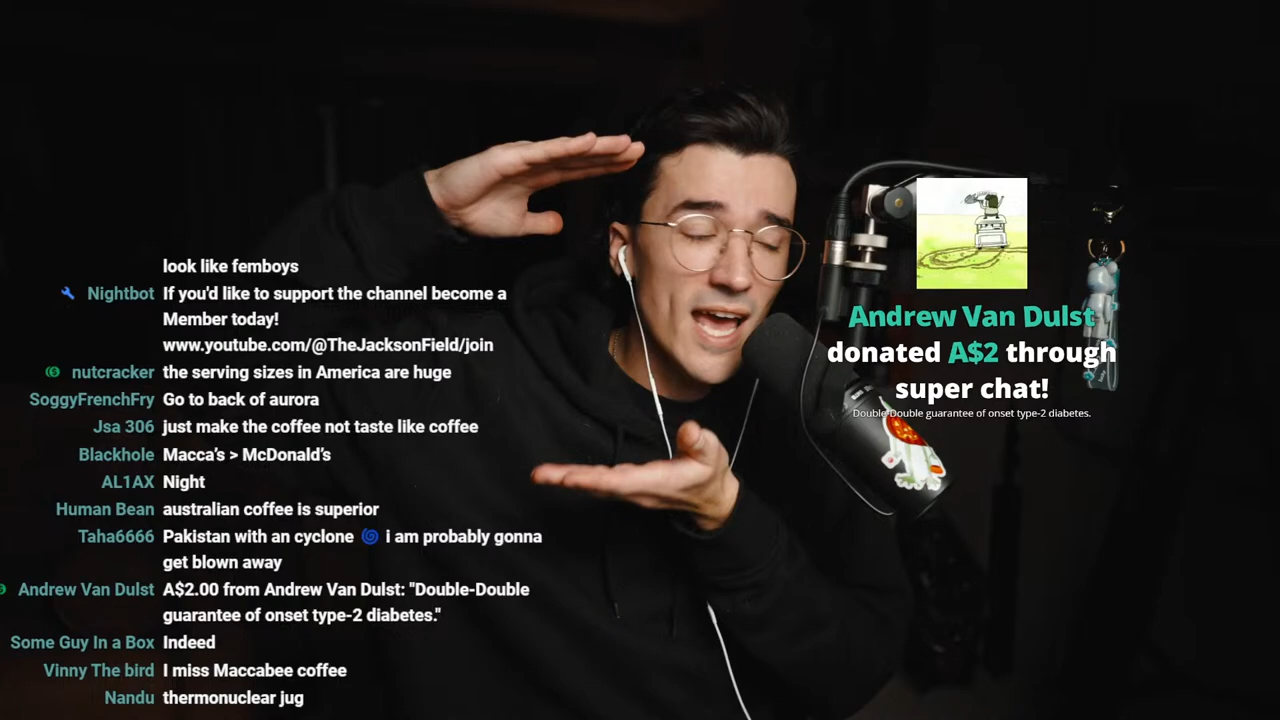 look like femboys
Nightbot If you'd like to support the channel become a
Member today!
www.youtube.com/@TheJacksonField/join
nutcracker the serving sizes in America are huge
SoggyFrenchFry Go to back of aurora
Jsa 306 just make the coffee not taste like coffee
Blackhole Macca's > McDonald's
AL1AX Night
Human Bean australian coffee is superior
Taha6666 Pakistan with an cyclone 🌀 i am probably gonna
get blown away
Andrew Van Dulst A$2.00 from Andrew Van Dulst: "Double-Double
guarantee of onset type-2 diabetes."
Some Guy In a Box Indeed
Vinny The bird I miss Maccabee coffee
Nandu thermonuclear jug
Andrew Van Dulst
donated A$2 through
super chat!
Double-Double guarantee of onset type-2 diabetes.